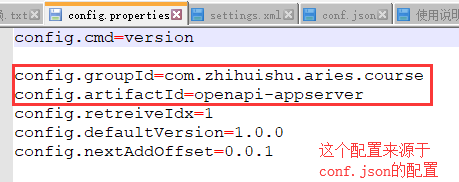 .txt config.properties settings.xml conf.json 使用说
config.cmd=version
config.groupId=com.zhihuishu.aries.course
config.artifactId=openapi-appserver
config.retreiveIdx=1
config.defaultVersion=1.0.0
config.nextAddOffset=0.0.1
这个配置来源于
conf.json的配置